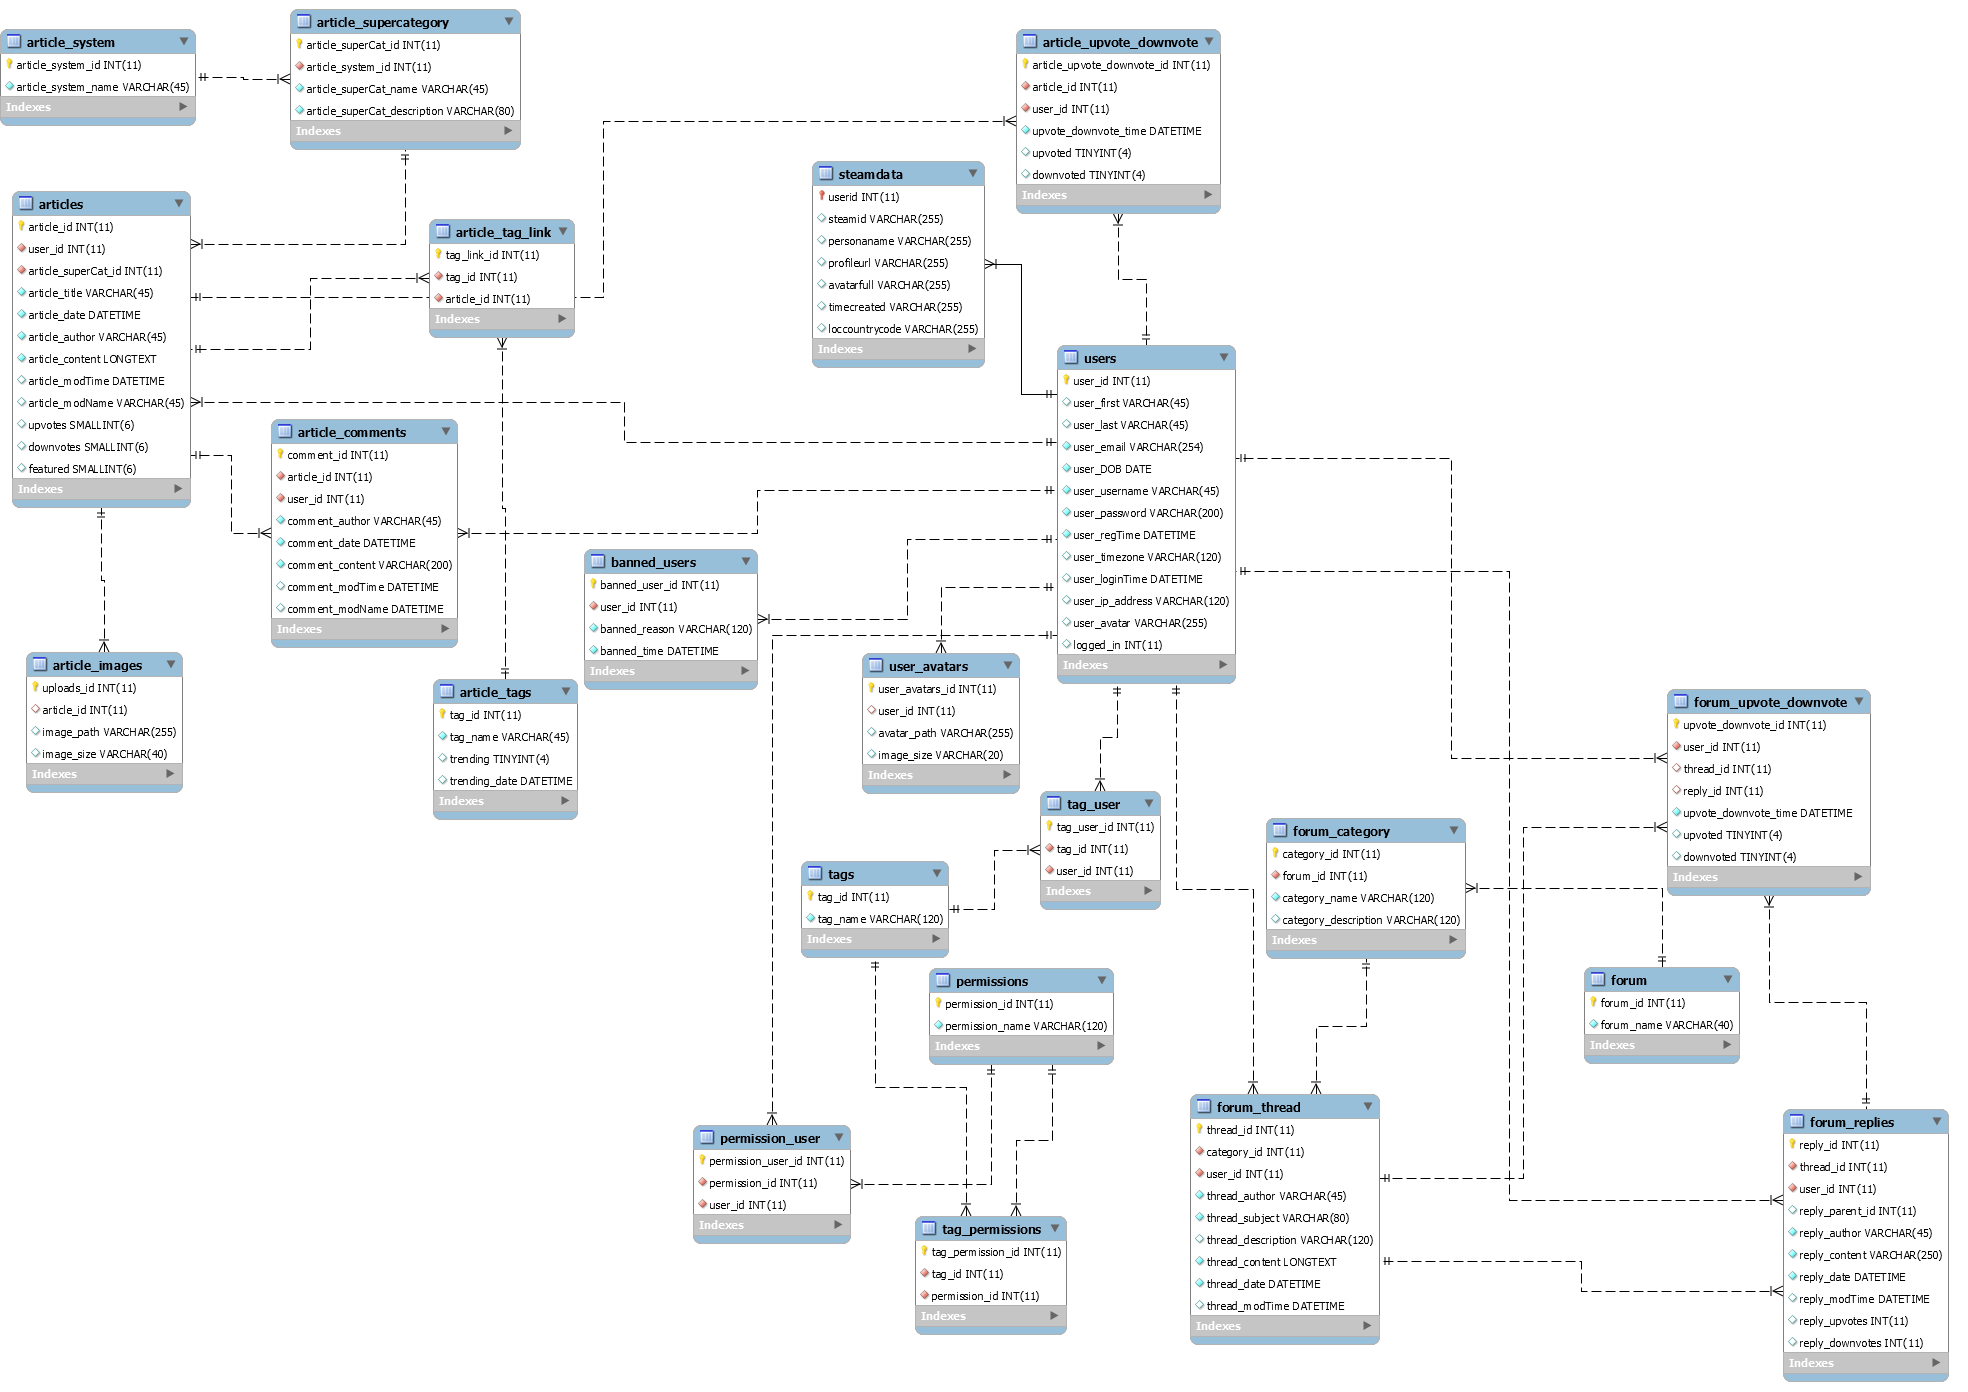 article_system
article_system_id INT(11)
article_system_name VARCHAR(45)
Indexes
article_supercategory
article_superCat_id INT(11)
article_system_id INT(11)
article_superCat_name VARCHAR(45)
article_superCat_description VARCHAR(80)
Indexes
article_upvote_downvote
article_upvote_downvote_id INT(11)
article_id INT(11)
user_id INT(11)
upvote_downvote_time DATETIME
upvoted TINYINT(4)
downvoted TINYINT(4)
Indexes
steamdata
userid INT(11)
steamid VARCHAR(255)
personaname VARCHAR(255)
profileurl VARCHAR(255)
avatarfull VARCHAR(255)
timecreated VARCHAR(255)
loccountrycode VARCHAR(255)
Indexes
articles
article_id INT(11)
user_id INT(11)
article_superCat_id INT(11)
article_title VARCHAR(45)
article_date DATETIME
article_author VARCHAR(45)
article_content LONGTEXT
article_modTime DATETIME
article_modName VARCHAR(45)
upvotes SMALLINT(6)
downvotes SMALLINT(6)
featured SMALLINT(6)
Indexes
article_tag_link
tag_link_id INT(11)
tag_id INT(11)
article_id INT(11)
Indexes
users
user_id INT(11)
user_first VARCHAR(45)
user_last VARCHAR(45)
user_email VARCHAR(254)
user_DOB DATE
user_username VARCHAR(45)
user_password VARCHAR(200)
user_regTime DATETIME
user_timezone VARCHAR(120)
user_loginTime DATETIME
user_ip_address VARCHAR(120)
user_avatar VARCHAR(255)
logged_in INT(11)
Indexes
article_comments
comment_id INT(11)
article_id INT(11)
user_id INT(11)
comment_author VARCHAR(45)
comment_date DATETIME
comment_content VARCHAR(200)
comment_modTime DATETIME
comment_modName DATETIME
Indexes
banned_users
banned_user_id INT(11)
user_id INT(11)
banned_reason VARCHAR(120)
banned_time DATETIME
Indexes
article_images
uploads_id INT(11)
article_id INT(11)
image_path VARCHAR(255)
image_size VARCHAR(40)
Indexes
user_avatars
user_avatars_id INT(11)
user_id INT(11)
avatar_path VARCHAR(255)
image_size VARCHAR(20)
Indexes
article_tags
tag_id INT(11)
tag_name VARCHAR(45)
trending TINYINT(4)
trending_date DATETIME
Indexes
forum_upvote_downvote
upvote_downvote_id INT(11)
user_id INT(11)
thread_id INT(11)
reply_id INT(11)
upvote_downvote_time DATETIME
upvoted TINYINT(4)
downvoted TINYINT(4)
Indexes
tag_user
tag_user_id INT(11)
tag_id INT(11)
user_id INT(11)
Indexes
forum_category
category_id INT(11)
forum_id INT(11)
category_name VARCHAR(120)
category_description VARCHAR(120)
Indexes
tags
tag_id INT(11)
tag_name VARCHAR(120)
Indexes
permissions
permission_id INT(11)
permission_name VARCHAR(120)
Indexes
forum
forum_id INT(11)
forum_name VARCHAR(40)
Indexes
forum_thread
thread_id INT(11)
category_id INT(11)
user_id INT(11)
thread_author VARCHAR(45)
thread_subject VARCHAR(80)
thread_description VARCHAR(120)
thread_content LONGTEXT
thread_date DATETIME
thread_modTime DATETIME
Indexes
forum_replies
reply_id INT(11)
thread_id INT(11)
user_id INT(11)
reply_parent_id INT(11)
reply_author VARCHAR(45)
reply_content VARCHAR(250)
reply_date DATETIME
reply_modTime DATETIME
reply_upvotes INT(11)
reply_downvotes INT(11)
Indexes
permission_user
permission_user_id INT(11)
permission_id INT(11)
user_id INT(11)
Indexes
tag_permissions
tag_permission_id INT(11)
tag_id INT(11)
permission_id INT(11)
Indexes